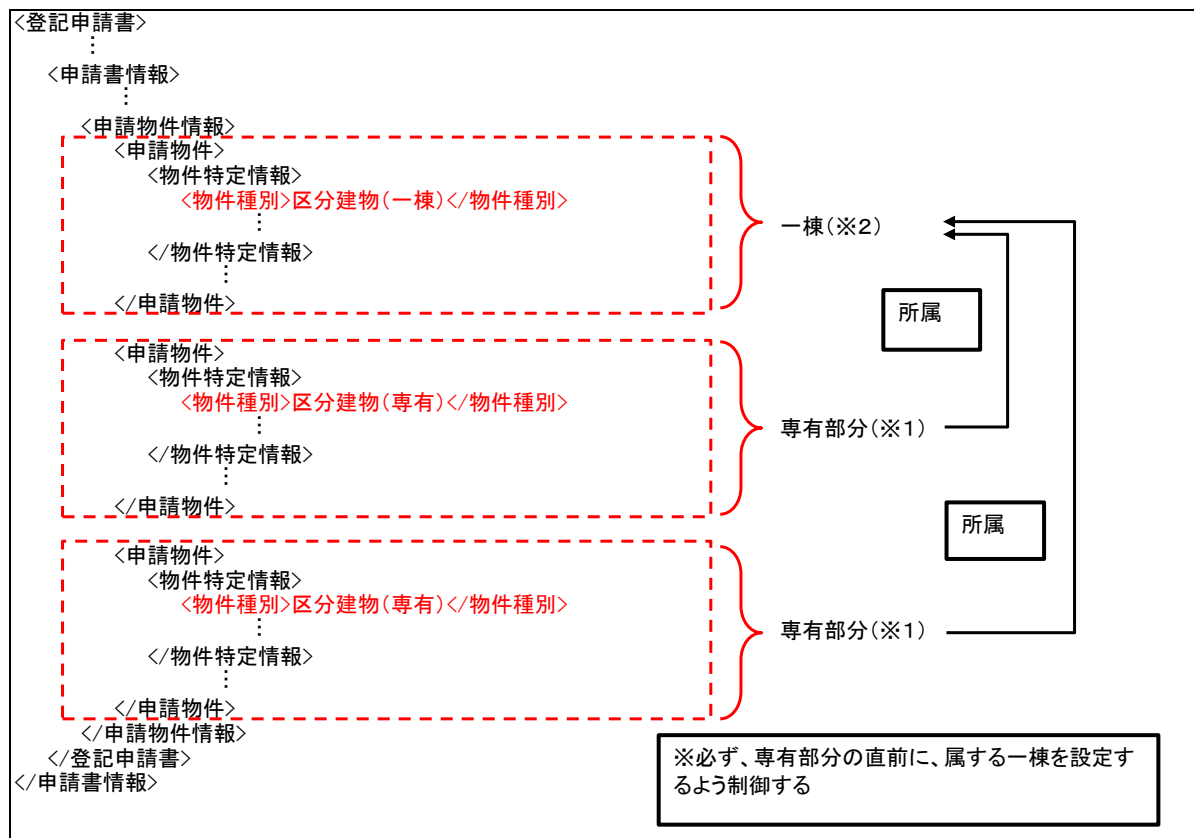 <登記申請書>
⋮
<申請書情報>
⋮
<申請物件情報>
<申請物件>
<物件特定情報>
<物件種別>区分建物(一棟)</物件種別>
⋮
</物件特定情報>
⋮
</申請物件>
一棟(※2)
所属
<申請物件>
<物件特定情報>
<物件種別>区分建物(専有)</物件種別>
⋮
</物件特定情報>
⋮
</申請物件>
専有部分(※1)
所属
<申請物件>
<物件特定情報>
<物件種別>区分建物(専有)</物件種別>
⋮
</物件特定情報>
⋮
</申請物件>
専有部分(※1)
</申請物件情報>
</登記申請書>
</申請書情報>
※必ず、専有部分の直前に、属する一棟を設定す
るよう制御する